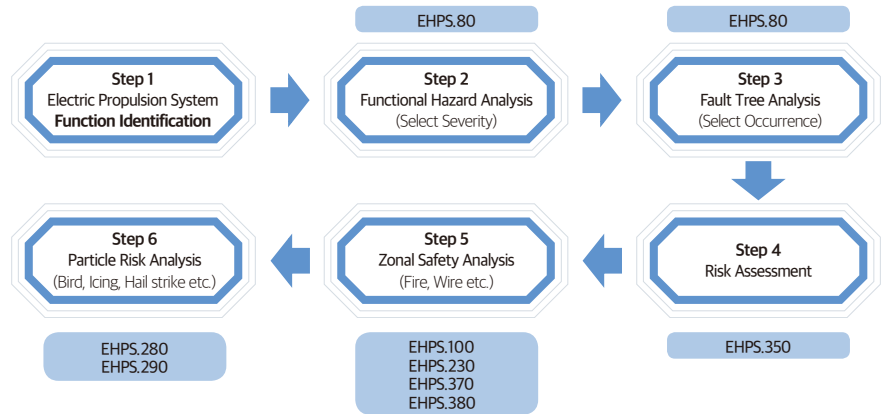 EHPS.80
EHPS.80
Step 1
Electric Propulsion System
Function Identification
Step 2
Functional Hazard Analysis
(Select Severity)
Step 3
Fault Tree Analysis
(Select Occurrence)
Step 4
Risk Assessment
EHPS.350
Step 5
Zonal Safety Analysis
(Fire, Wire etc.)
EHPS.100
EHPS.230
EHPS.370
EHPS.380
Step 6
Particle Risk Analysis
(Bird, Icing, Hail strike etc.)
EHPS.280
EHPS.290